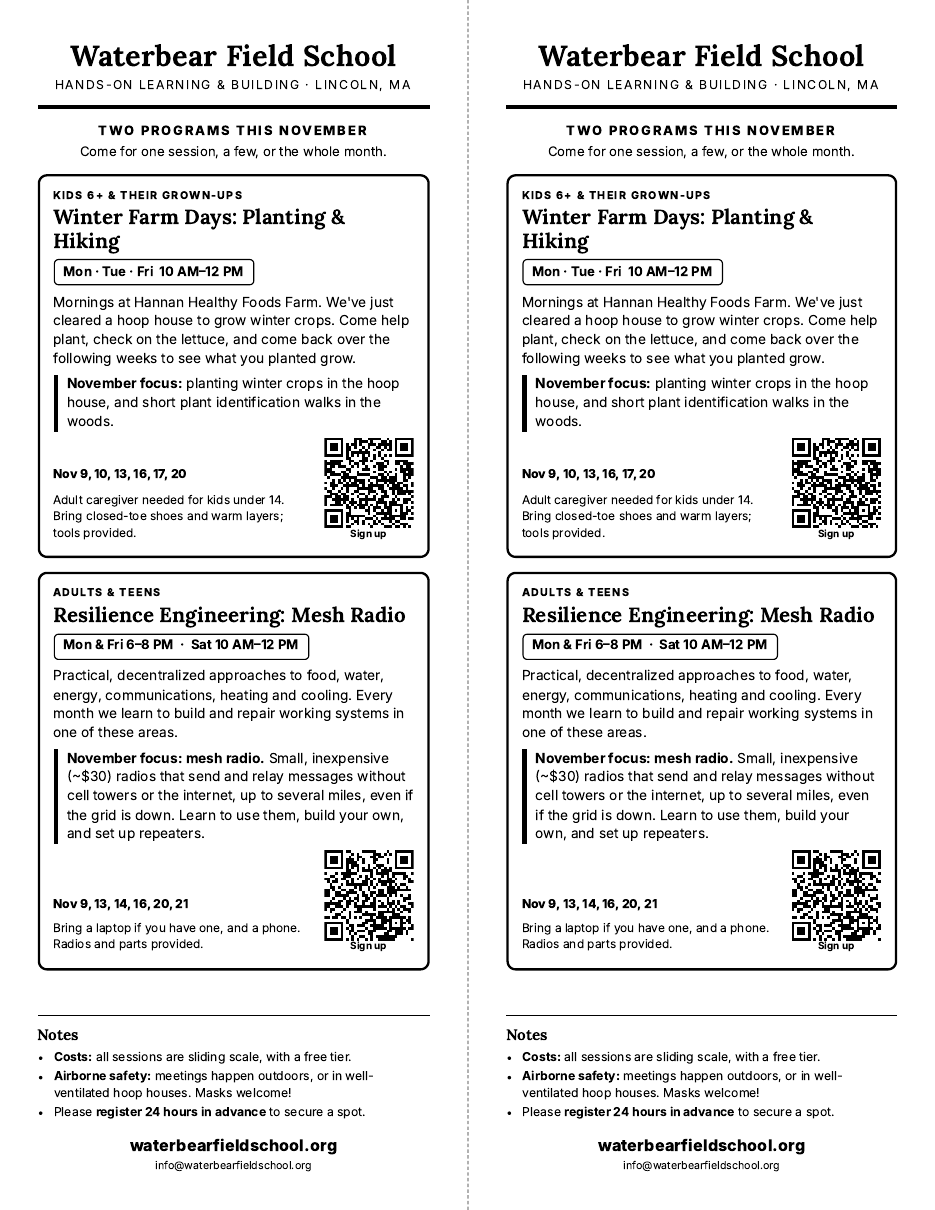 Waterbear Field School
HANDS-ON LEARNING & BUILDING · LINCOLN, MA
TWO PROGRAMS THIS NOVEMBER
Come for one session, a few, or the whole month.
KIDS 6+ & THEIR GROWN-UPS
Winter Farm Days: Planting &
Hiking
Mon · Tue · Fri 10 AM–12 PM
Mornings at Hannan Healthy Foods Farm. We've just
cleared a hoop house to grow winter crops. Come help
plant, check on the lettuce, and come back over the
following weeks to see what you planted grow.
November focus: planting winter crops in the hoop
house, and short plant identification walks in the
woods.
Nov 9, 10, 13, 16, 17, 20
Adult caregiver needed for kids under 14.
Bring closed-toe shoes and warm layers;
tools provided.
Sign up
ADULTS & TEENS
Resilience Engineering: Mesh Radio
Mon & Fri 6–8 PM · Sat 10 AM–12 PM
Practical, decentralized approaches to food, water,
energy, communications, heating and cooling. Every
month we learn to build and repair working systems in
one of these areas.
November focus: mesh radio. Small, inexpensive
(~$30) radios that send and relay messages without
cell towers or the internet, up to several miles, even if
the grid is down. Learn to use them, build your own,
and set up repeaters.
Nov 9, 13, 14, 16, 20, 21
Bring a laptop if you have one, and a phone.
Radios and parts provided.
Sign up
Notes
• Costs: all sessions are sliding scale, with a free tier.
• Airborne safety: meetings happen outdoors, or in well-
ventilated hoop houses. Masks welcome!
• Please register 24 hours in advance to secure a spot.
waterbearfieldschool.org
info@waterbearfieldschool.org
Waterbear Field School
HANDS-ON LEARNING & BUILDING · LINCOLN, MA
TWO PROGRAMS THIS NOVEMBER
Come for one session, a few, or the whole month.
KIDS 6+ & THEIR GROWN-UPS
Winter Farm Days: Planting &
Hiking
Mon · Tue · Fri 10 AM–12 PM
Mornings at Hannan Healthy Foods Farm. We've just
cleared a hoop house to grow winter crops. Come help
plant, check on the lettuce, and come back over the
following weeks to see what you planted grow.
November focus: planting winter crops in the hoop
house, and short plant identification walks in the
woods.
Nov 9, 10, 13, 16, 17, 20
Adult caregiver needed for kids under 14.
Bring closed-toe shoes and warm layers;
tools provided.
Sign up
ADULTS & TEENS
Resilience Engineering: Mesh Radio
Mon & Fri 6–8 PM · Sat 10 AM–12 PM
Practical, decentralized approaches to food, water,
energy, communications, heating and cooling. Every
month we learn to build and repair working systems in
one of these areas.
November focus: mesh radio. Small, inexpensive
(~$30) radios that send and relay messages without
cell towers or the internet, up to several miles, even
if the grid is down. Learn to use them, build your
own, and set up repeaters.
Nov 9, 13, 14, 16, 20, 21
Bring a laptop if you have one, and a phone.
Radios and parts provided.
Sign up
Notes
• Costs: all sessions are sliding scale, with a free tier.
• Airborne safety: meetings happen outdoors, or in well-
ventilated hoop houses. Masks welcome!
• Please register 24 hours in advance to secure a spot.
waterbearfieldschool.org
info@waterbearfieldschool.org